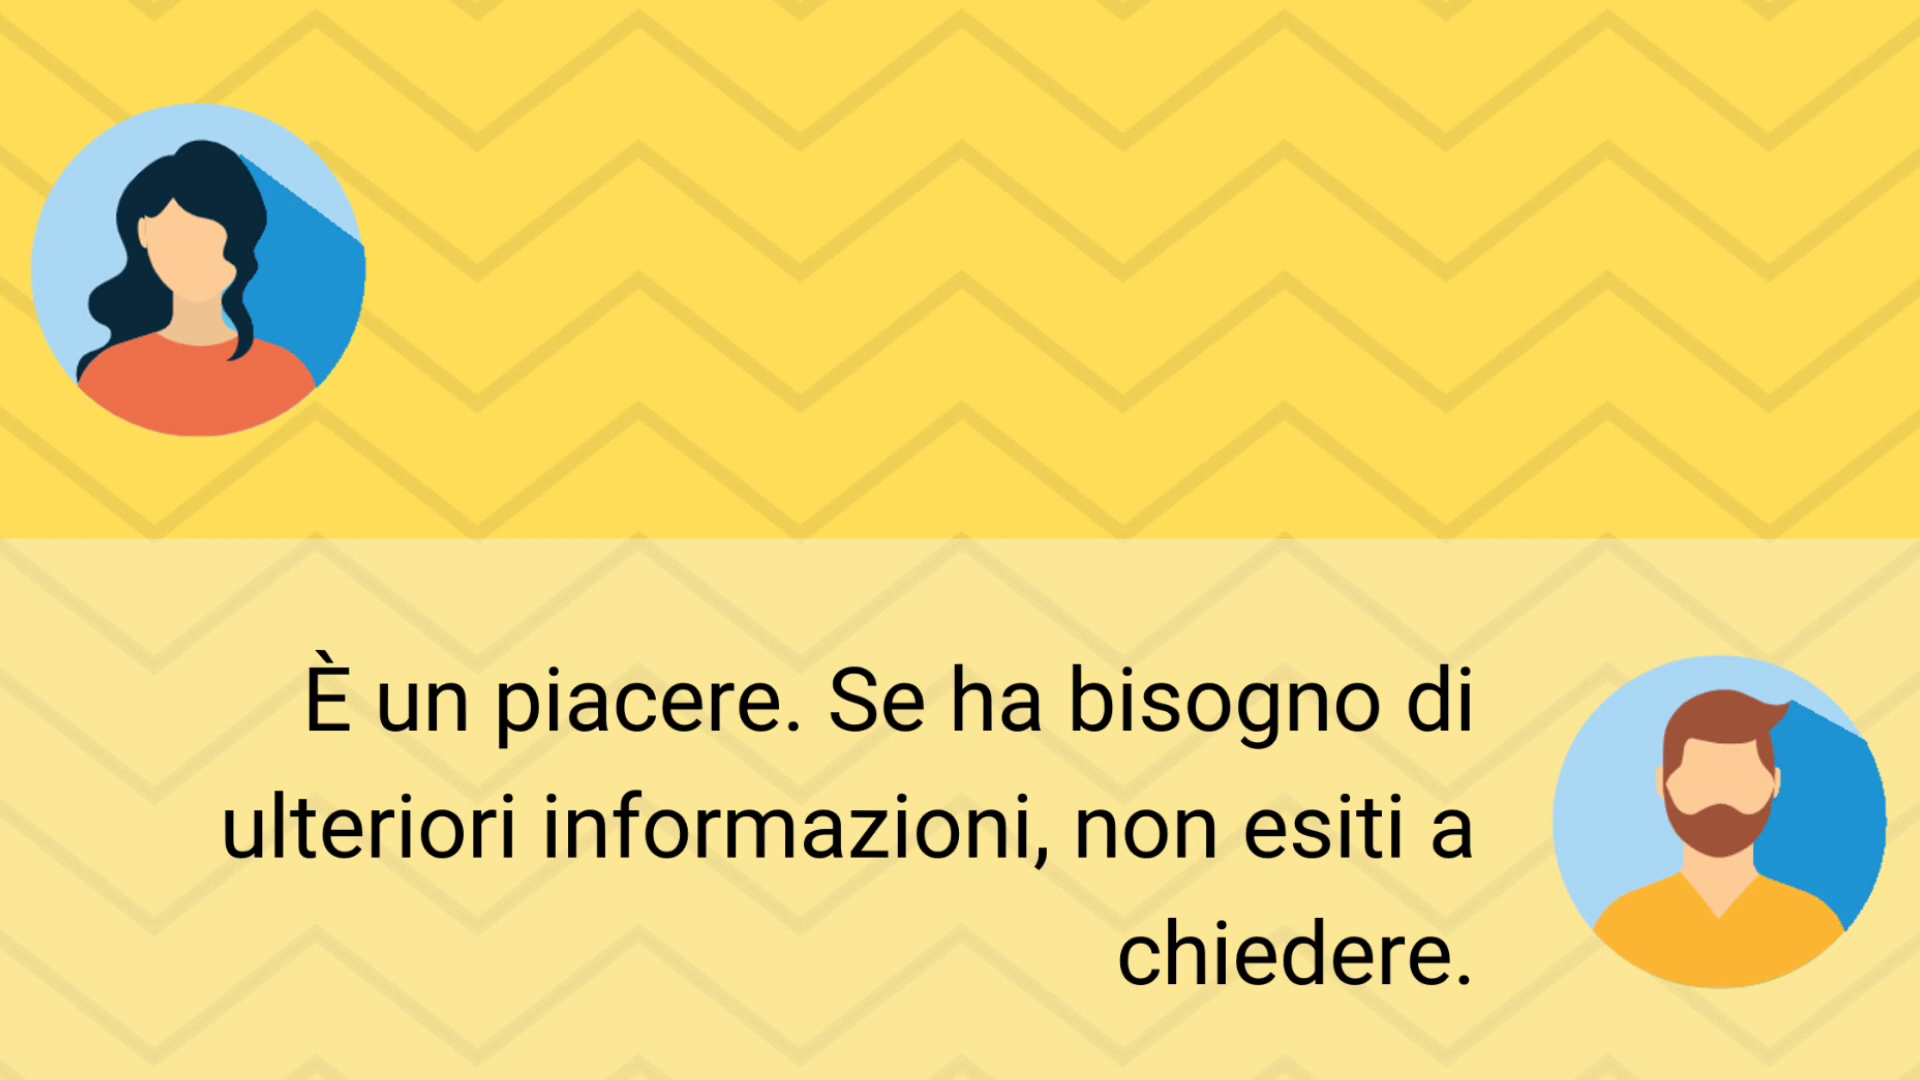 È un piacere. Se ha bisogno di
ulteriori informazioni, non esiti a
chiedere.